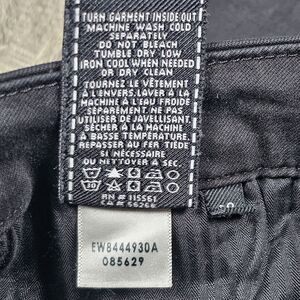 TURN GARMENT INSIDE OUT
MACHINE WASH COLD
SEPARATELY
DO NOT BLEACH
TUMBLE DRY LOW
IRON COOL WHEN NEEDED
OR DRY CLEAN
TOURNEZ LE VÊTEMENT
À L'ENVERS.LAVER À LA
MACHINE À L'EAU FROIDE
SÉPARÉMENT. NE PAS
UTILISER DE JAVELLISANT.
SÉCHER À LA MACHINE
À BASSE TEMPÉRATURE.
REPASSER AU FER TIÈDE
SI NÉCESSAIRE
OU NETTOYER À SEC.
RN # 115561
EW8444930A
085629